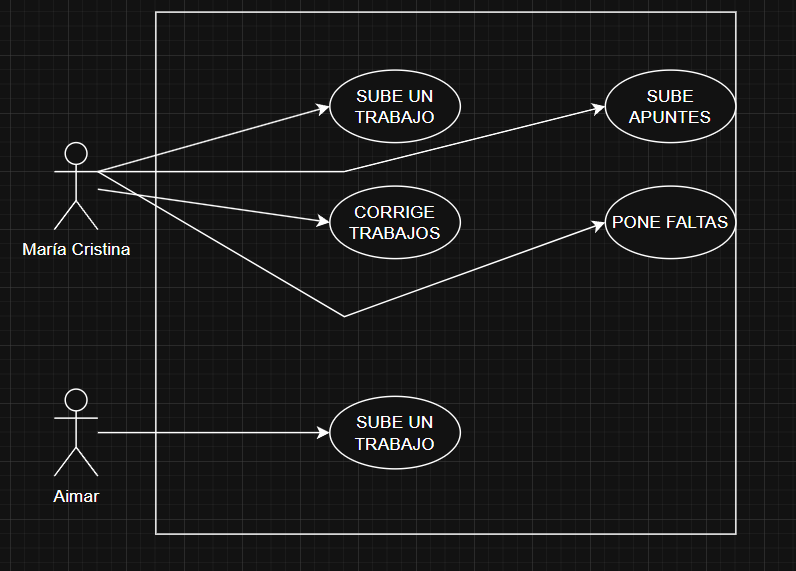 SUBE UN
TRABAJO
SUBE
APUNTES
CORRIGE
TRABAJOS
PONE FALTAS
María Cristina
SUBE UN
TRABAJO
Aimar